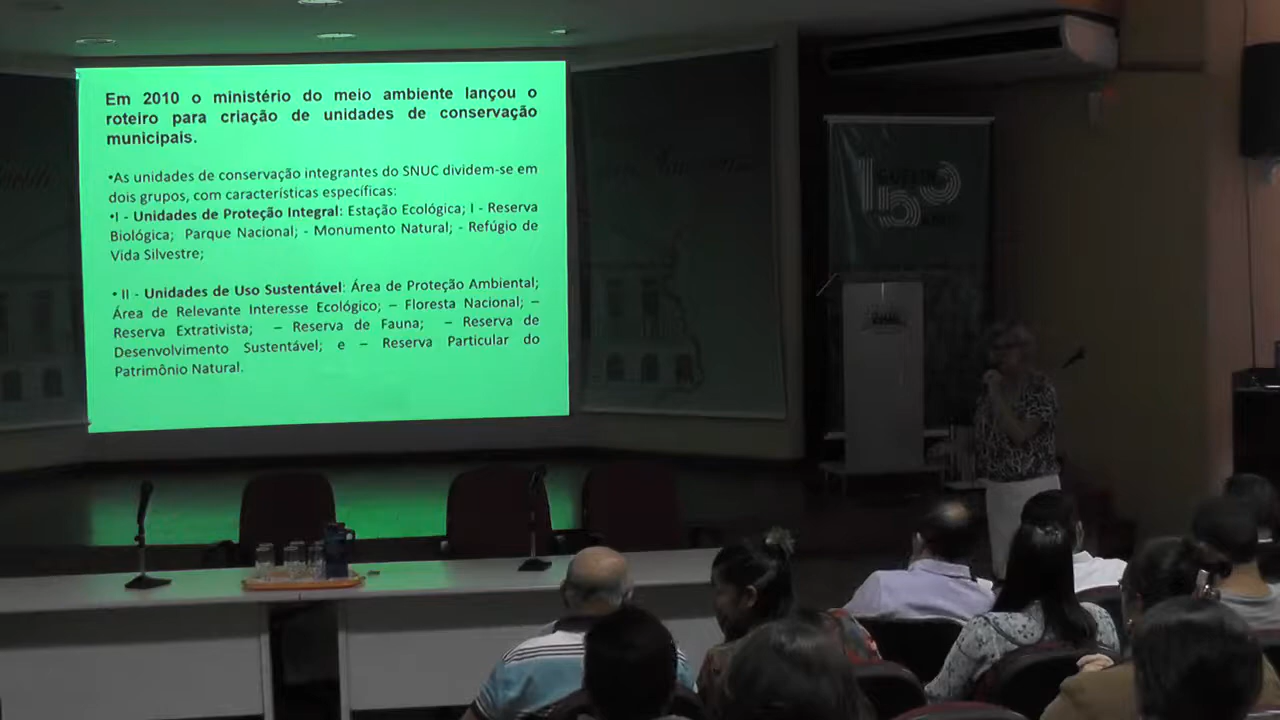 Em 2010 o ministério do meio ambiente lançou o
roteiro para criação de unidades de conservação
municipais.
•As unidades de conservação integrantes do SNUC dividem-se em
dois grupos, com características específicas:
•I - Unidades de Proteção Integral: Estação Ecológica; I - Reserva
Biológica; Parque Nacional; - Monumento Natural; - Refúgio de
Vida Silvestre;
• II - Unidades de Uso Sustentável: Área de Proteção Ambiental;
Área de Relevante Interesse Ecológico; – Floresta Nacional; –
Reserva Extrativista; – Reserva de Fauna; – Reserva de
Desenvolvimento Sustentável; e – Reserva Particular do
Patrimônio Natural.